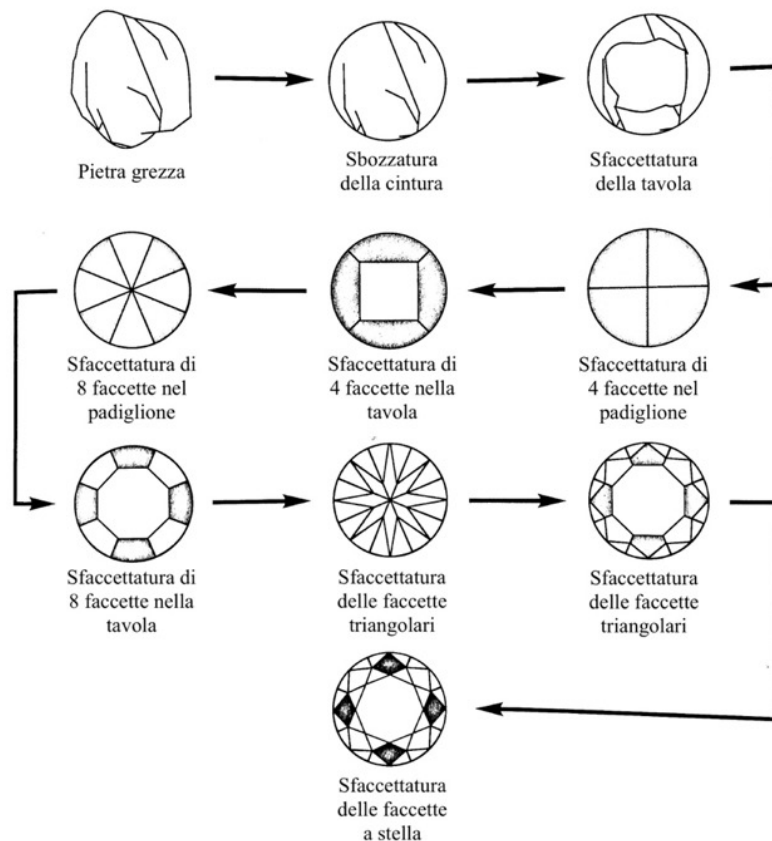 Pietra grezza
Sbozzatura
della cintura
Sfaccettatura
della tavola
Sfaccettatura di
8 faccette nel
padiglione
Sfaccettatura di
4 faccette nella
tavola
Sfaccettatura di
4 faccette nel
padiglione
Sfaccettatura di
8 faccette nella
tavola
Sfaccettatura
delle faccette
triangolari
Sfaccettatura
delle faccette
triangolari
Sfaccettatura
delle faccette
a stella